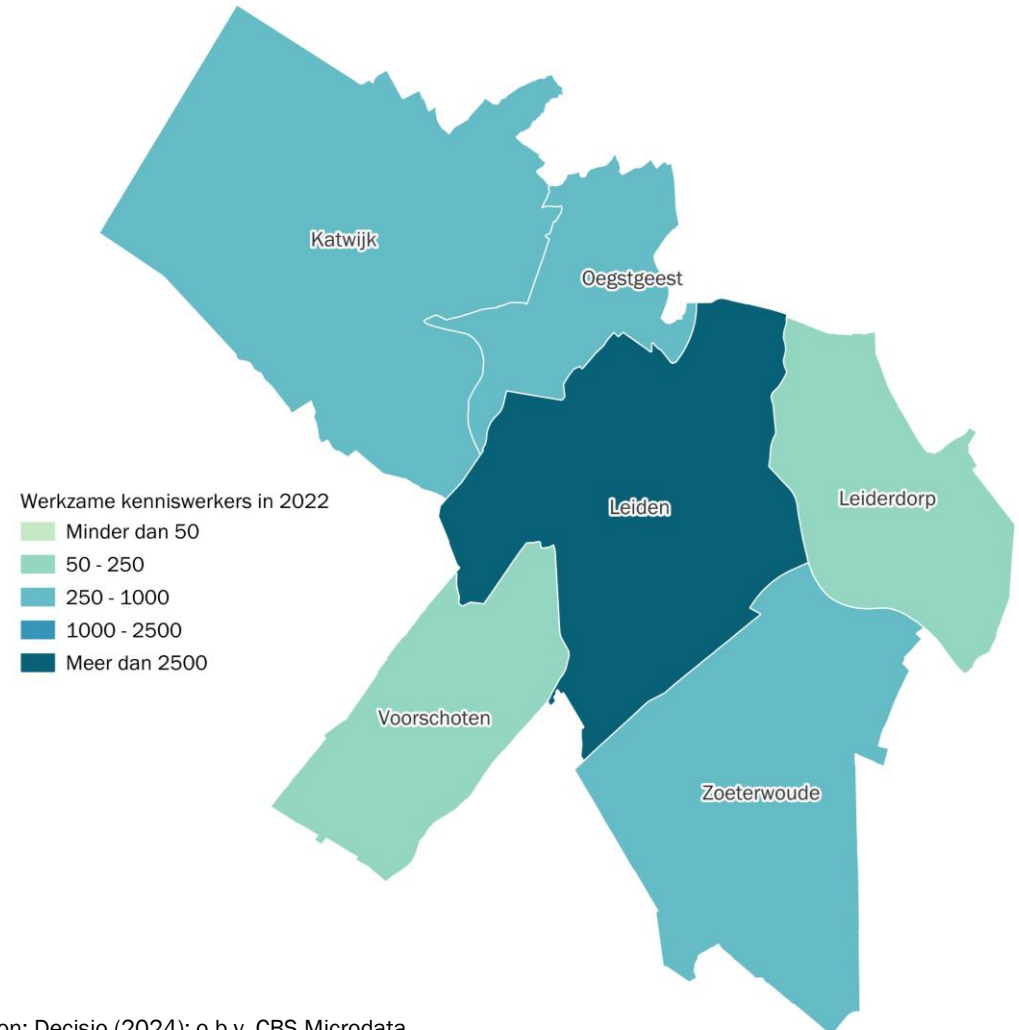 Katwijk
Oegstgeest
Werkzame kenniswerkers in 2022
Minder dan 50
50 - 250
250 - 1000
1000 - 2500
Meer dan 2500
Leiden
Leiderdorp
Voorschoten
Zoeterwoude
on: Decisio (2024); o.b.v. CBS Microdata